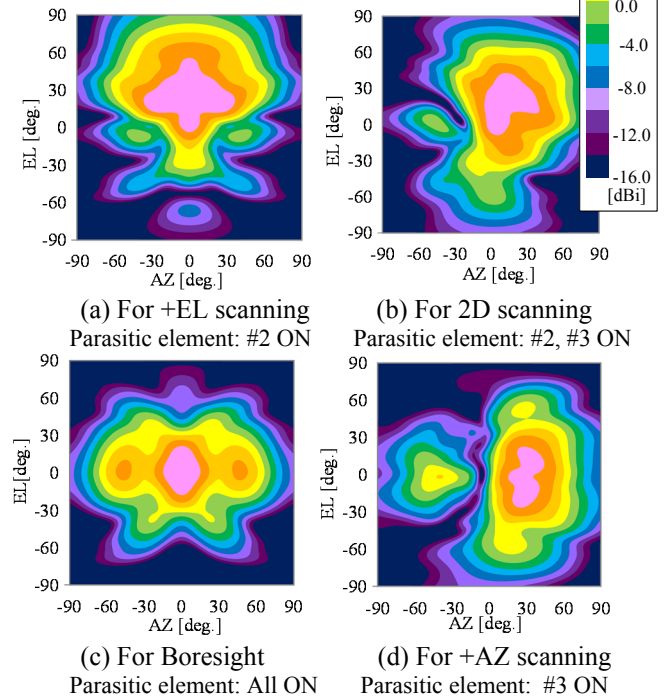 0.0
-4.0
-8.0
-12.0
-16.0
[dBi]
90
60
30
0
-30
-60
-90
EL [deg.]
-90 -60 -30 0 30 60 90
AZ [deg.]
(a) For +EL scanning
Parasitic element: #2 ON
90
60
30
0
-30
-60
-90
EL [deg.]
-90 -60 -30 0 30 60 90
AZ [deg.]
(b) For 2D scanning
Parasitic element: #2, #3 ON
90
60
30
0
-30
-60
-90
EL[deg.]
-90 -60 -30 0 30 60 90
AZ [deg.]
(c) For Boresight
Parasitic element: All ON
90
60
30
0
-30
-60
-90
EL [deg.]
-90 -60 -30 0 30 60 90
AZ [deg.]
(d) For +AZ scanning
Parasitic element: #3 ON